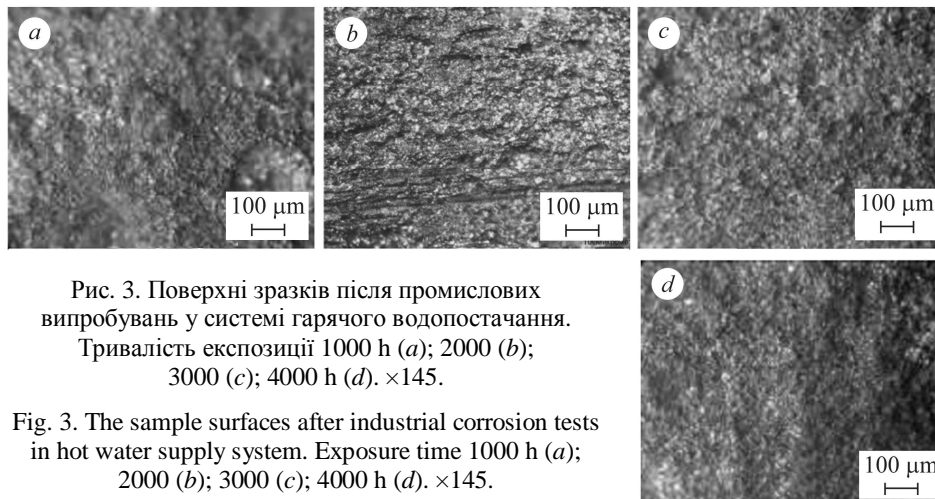 a
b
c
100 μm
100 μm
100 μm
Рис. 3. Поверхні зразків після промислових
випробувань у системі гарячого водопостачання.
Тривалість експозиції 1000 h (a); 2000 (b);
3000 (c); 4000 h (d). ×145.
Fig. 3. The sample surfaces after industrial corrosion tests
in hot water supply system. Exposure time 1000 h (a);
2000 (b); 3000 (c); 4000 h (d). ×145.
d
100 μm